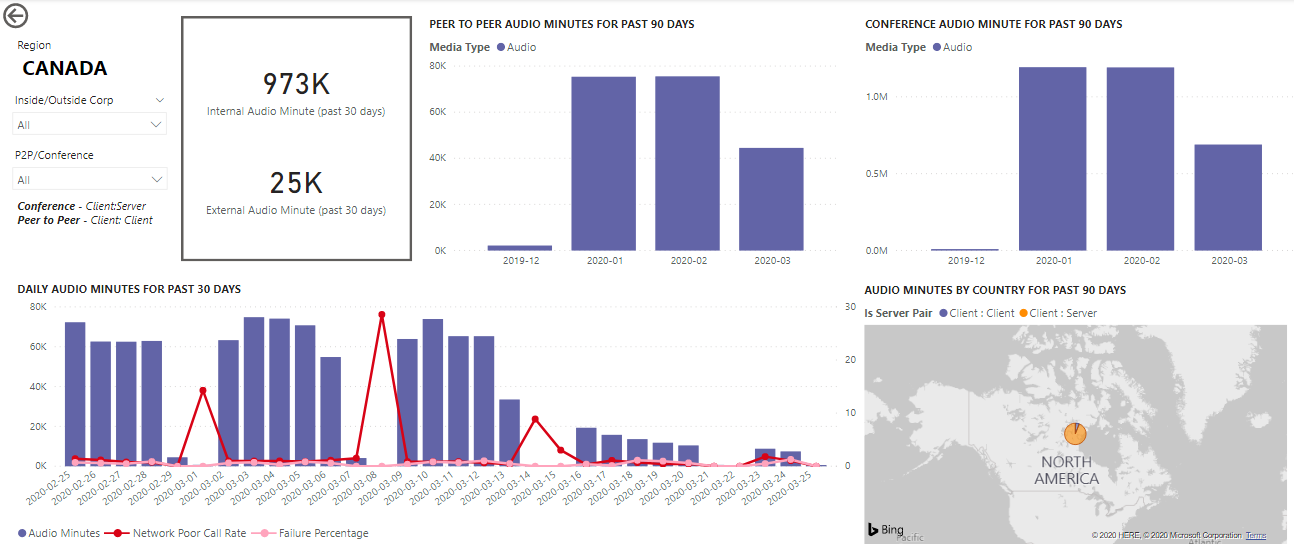 Region
CANADA
Inside/Outside Corp
All
P2P/Conference
All
Conference - Client:Server
Peer to Peer - Client: Client
973K
Internal Audio Minute (past 30 days)
25K
External Audio Minute (past 30 days)
PEER TO PEER AUDIO MINUTES FOR PAST 90 DAYS
Media Type Audio
80K
60K
40K
20K
0K
2019-12 2020-01 2020-02 2020-03
CONFERENCE AUDIO MINUTE FOR PAST 90 DAYS
Media Type Audio
1.0M
0.5M
0.0M
2019-12 2020-01 2020-02 2020-03
DAILY AUDIO MINUTES FOR PAST 30 DAYS
80K 30
60K 20
40K 10
20K
0K 0
2020-02-25 2020-02-26 2020-02-27 2020-02-28 2020-02-29 2020-03-01 2020-03-02 2020-03-03 2020-03-04 2020-03-05 2020-03-06 2020-03-07 2020-03-08 2020-03-09 2020-03-10 2020-03-11 2020-03-12 2020-03-13 2020-03-14 2020-03-15 2020-03-16 2020-03-17 2020-03-18 2020-03-19 2020-03-20 2020-03-21 2020-03-22 2020-03-23 2020-03-24 2020-03-25
Audio Minutes Network Poor Call Rate Failure Percentage
AUDIO MINUTES BY COUNTRY FOR PAST 90 DAYS
Is Server Pair Client : Client Client : Server
NORTH
AMERICA
Bing
Pacific
© 2020 HERE, © 2020 Microsoft Corporation Terms
Atlantic